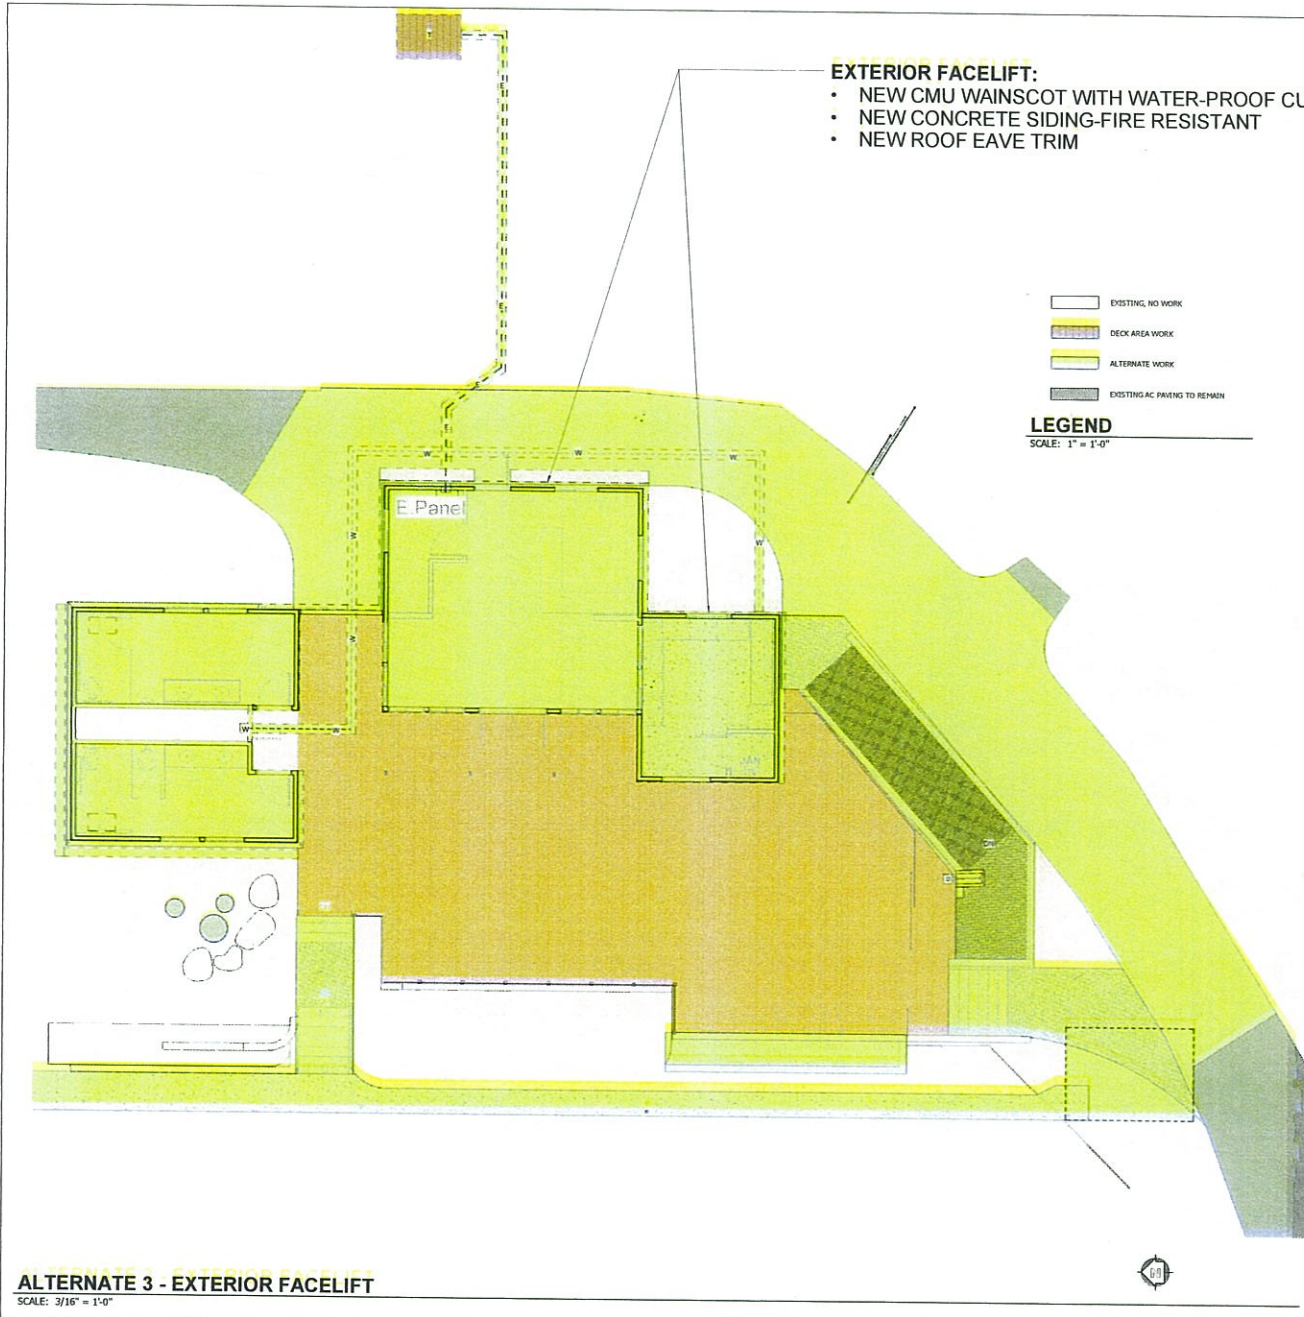 EXTERIOR FACELIFT:
• NEW CMU WAINSCOT WITH WATER-PROOF CU
• NEW CONCRETE SIDING-FIRE RESISTANT
• NEW ROOF EAVE TRIM
EXISTING, NO WORK
DECK AREA WORK
ALTERNATE WORK
EXISTING AC PAVING TO REMAIN
LEGEND
SCALE: 1" = 1'-0"
E
E
E
E
W
W
W
E.Panel
W
W
W
W
W
JAN
DN
ALTERNATE 3 - EXTERIOR FACELIFT
SCALE: 3/16" = 1'-0"